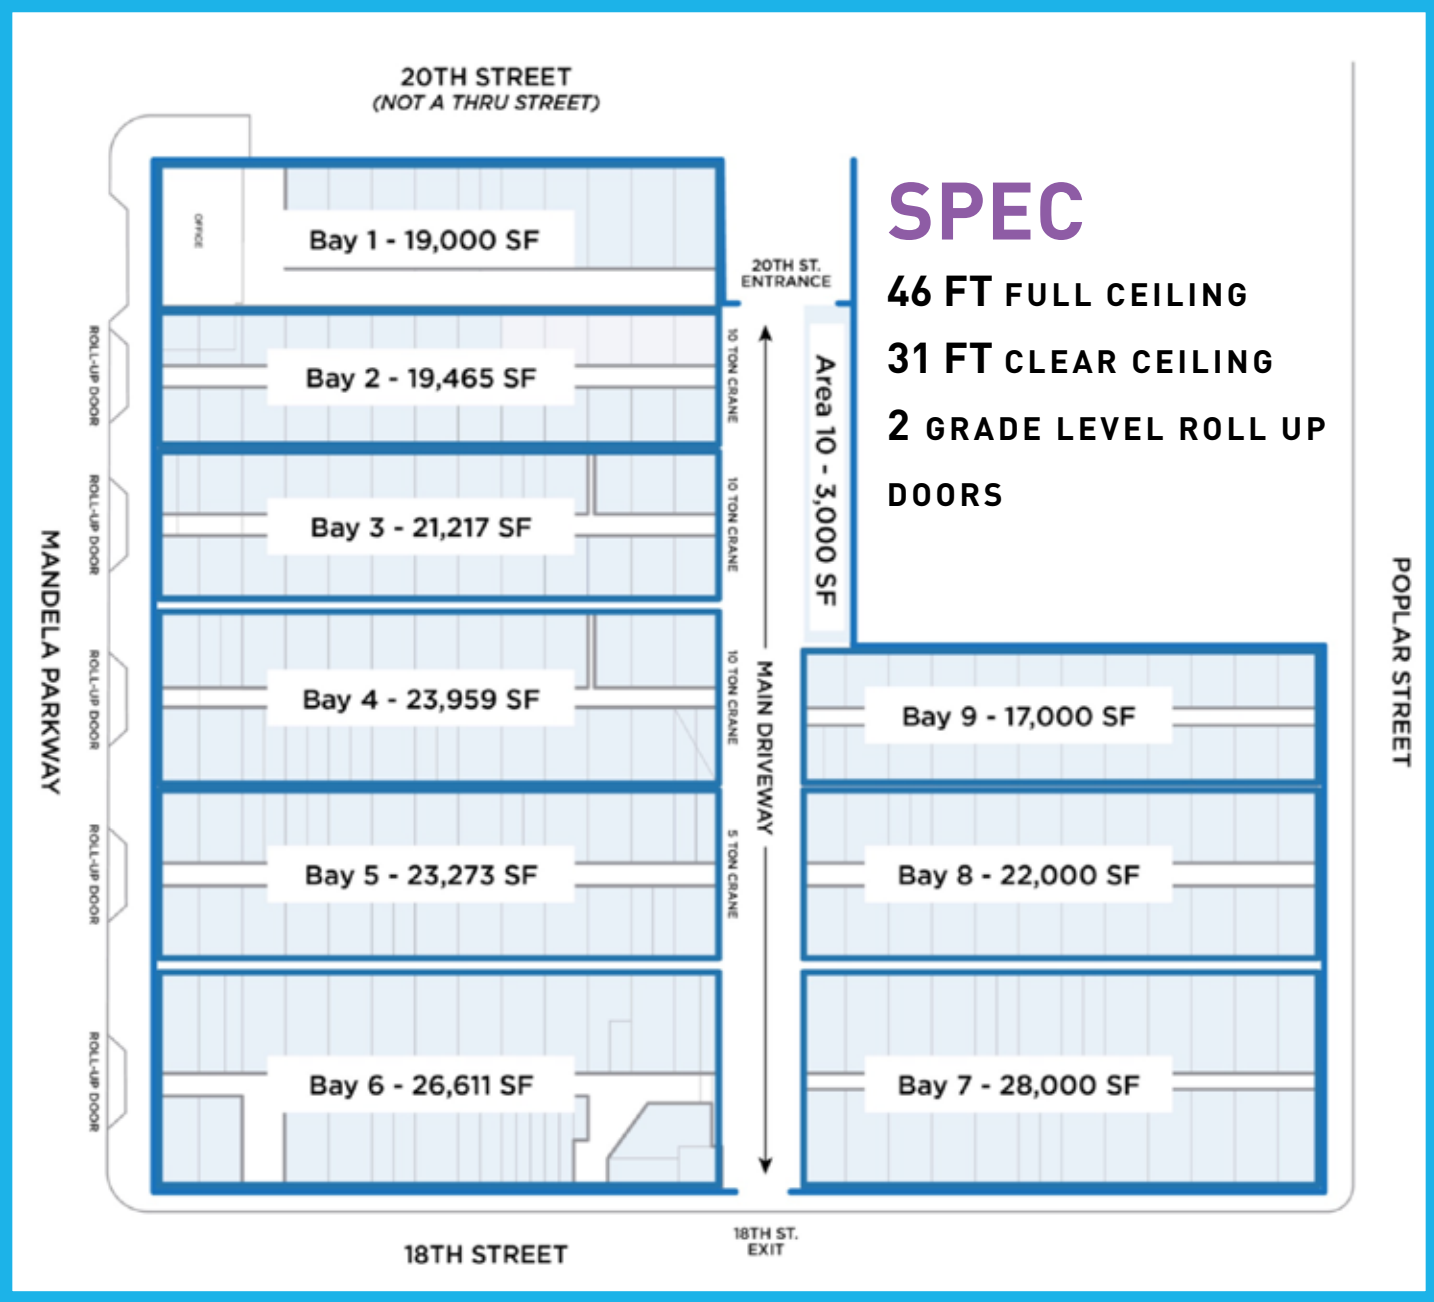 20TH STREET
(NOT A THRU STREET)
OFFICE
Bay 1 - 19,000 SF
20TH ST.
ENTRANCE
SPEC
46 FT FULL CEILING
31 FT CLEAR CEILING
2 GRADE LEVEL ROLL UP
DOORS
ROLL-UP DOOR
Bay 2 - 19,465 SF
10 TON CRANE
Area 10 - 3,000 SF
ROLL-UP DOOR
Bay 3 - 21,217 SF
10 TON CRANE
MANDELA PARKWAY
POPLAR STREET
ROLL-UP DOOR
Bay 4 - 23,959 SF
10 TON CRANE
MAIN DRIVEWAY
Bay 9 - 17,000 SF
ROLL-UP DOOR
Bay 5 - 23,273 SF
5 TON CRANE
Bay 8 - 22,000 SF
ROLL-UP DOOR
Bay 6 - 26,611 SF
Bay 7 - 28,000 SF
18TH STREET
18TH ST.
EXIT